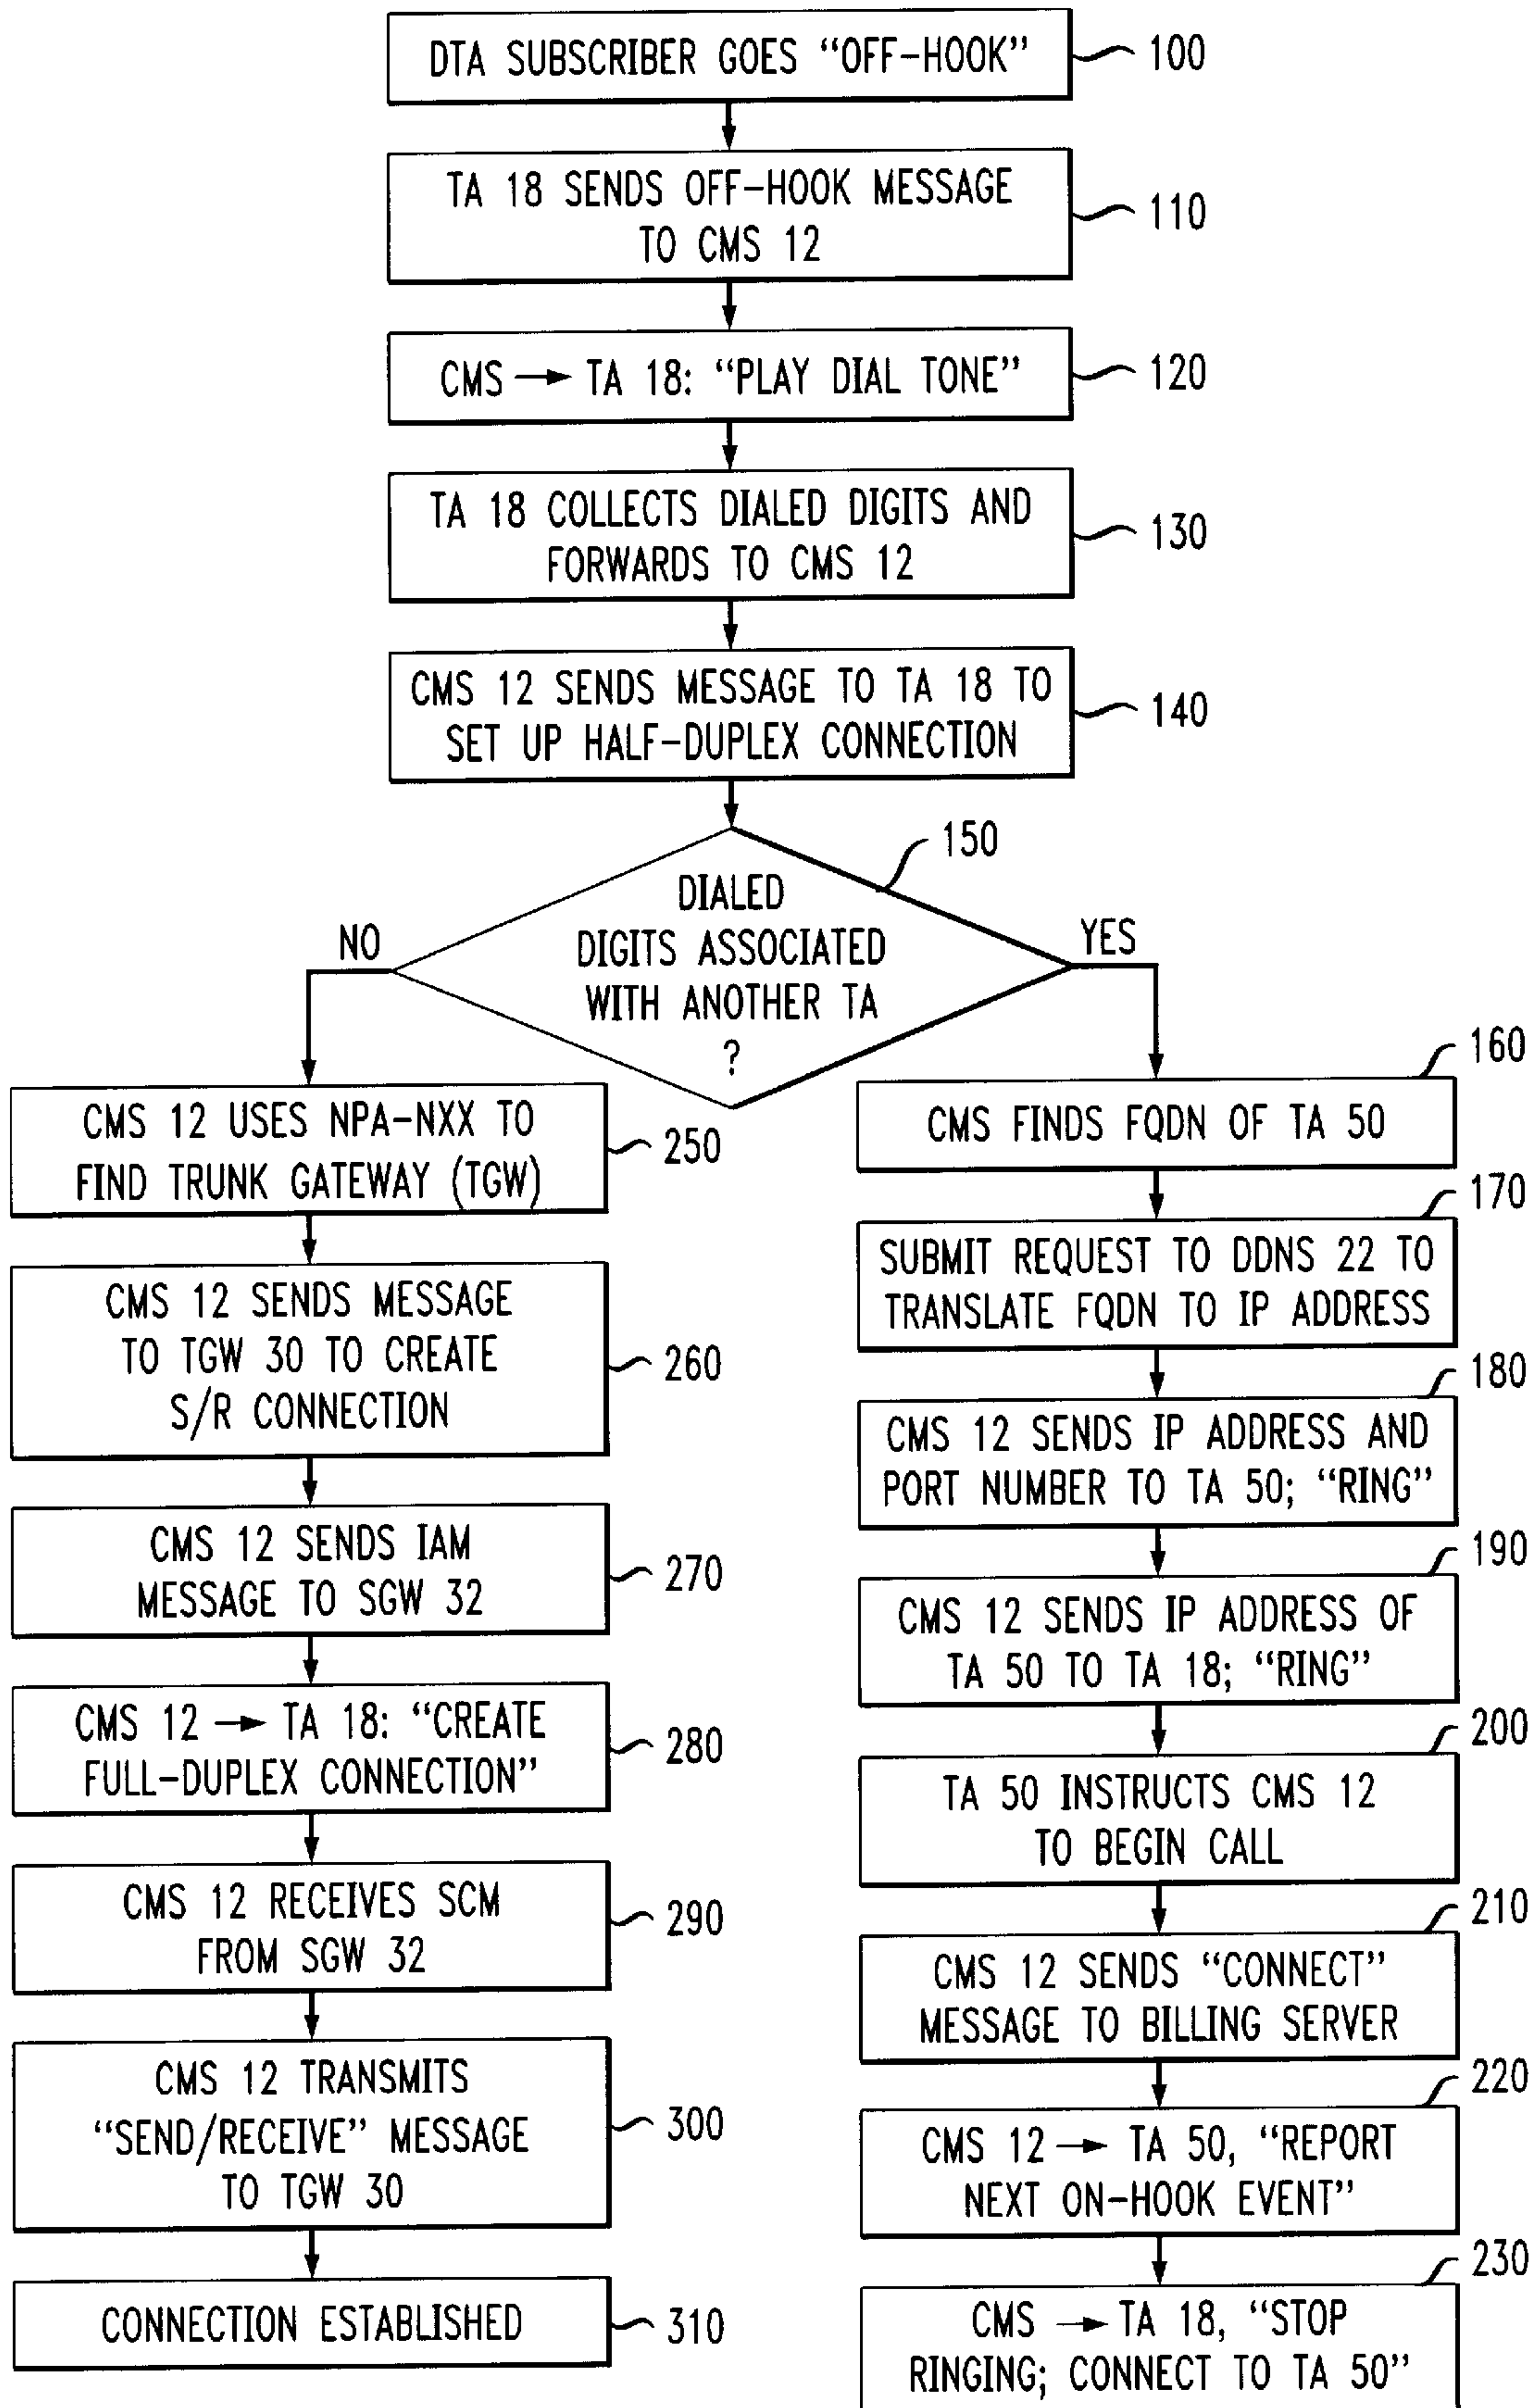 DTA SUBSCRIBER GOES “OFF-HOOK”
100
TA 18 SENDS OFF-HOOK MESSAGE
TO CMS 12
110
CMS → TA 18: “PLAY DIAL TONE”
120
TA 18 COLLECTS DIALED DIGITS AND
FORWARDS TO CMS 12
130
CMS 12 SENDS MESSAGE TO TA 18 TO
SET UP HALF-DUPLEX CONNECTION
140
DIALED
DIGITS ASSOCIATED
WITH ANOTHER TA
?
150
NO
YES
CMS 12 USES NPA-NXX TO
FIND TRUNK GATEWAY (TGW)
250
CMS 12 SENDS MESSAGE
TO TGW 30 TO CREATE
S/R CONNECTION
260
CMS 12 SENDS IAM
MESSAGE TO SGW 32
270
CMS 12 → TA 18: “CREATE
FULL-DUPLEX CONNECTION”
280
CMS 12 RECEIVES SCM
FROM SGW 32
290
CMS 12 TRANSMITS
“SEND/RECEIVE” MESSAGE
TO TGW 30
300
CONNECTION ESTABLISHED
310
160
CMS FINDS FQDN OF TA 50
170
SUBMIT REQUEST TO DDNS 22 TO
TRANSLATE FQDN TO IP ADDRESS
180
CMS 12 SENDS IP ADDRESS AND
PORT NUMBER TO TA 50; “RING”
190
CMS 12 SENDS IP ADDRESS OF
TA 50 TO TA 18; “RING”
200
TA 50 INSTRUCTS CMS 12
TO BEGIN CALL
210
CMS 12 SENDS “CONNECT”
MESSAGE TO BILLING SERVER
220
CMS 12 → TA 50, “REPORT
NEXT ON-HOOK EVENT”
230
CMS → TA 18, “STOP
RINGING; CONNECT TO TA 50”